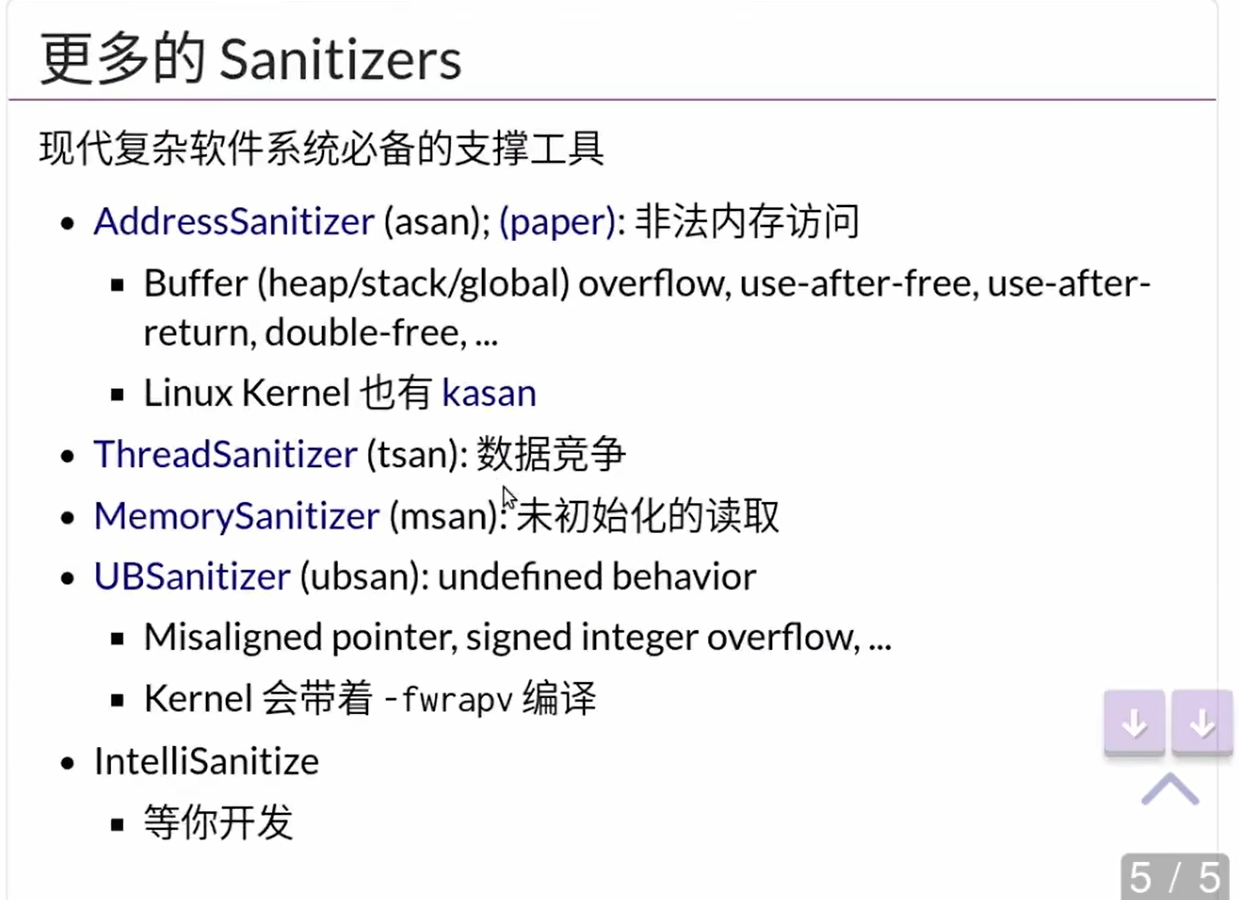 更多的 Sanitizers
现代复杂软件系统必备的支撑工具
• AddressSanitizer (asan); (paper): 非法内存访问
▪ Buffer (heap/stack/global) overflow, use-after-free, use-after-
return, double-free, ...
▪ Linux Kernel 也有 kasan
• ThreadSanitizer (tsan): 数据竞争
• MemorySanitizer (msan): 未初始化的读取
• UBSanitizer (ubsan): undefined behavior
▪ Misaligned pointer, signed integer overflow, ...
▪ Kernel 会带着 -fwrapv 编译
• IntelliSanitize
▪ 等你开发
5 / 5